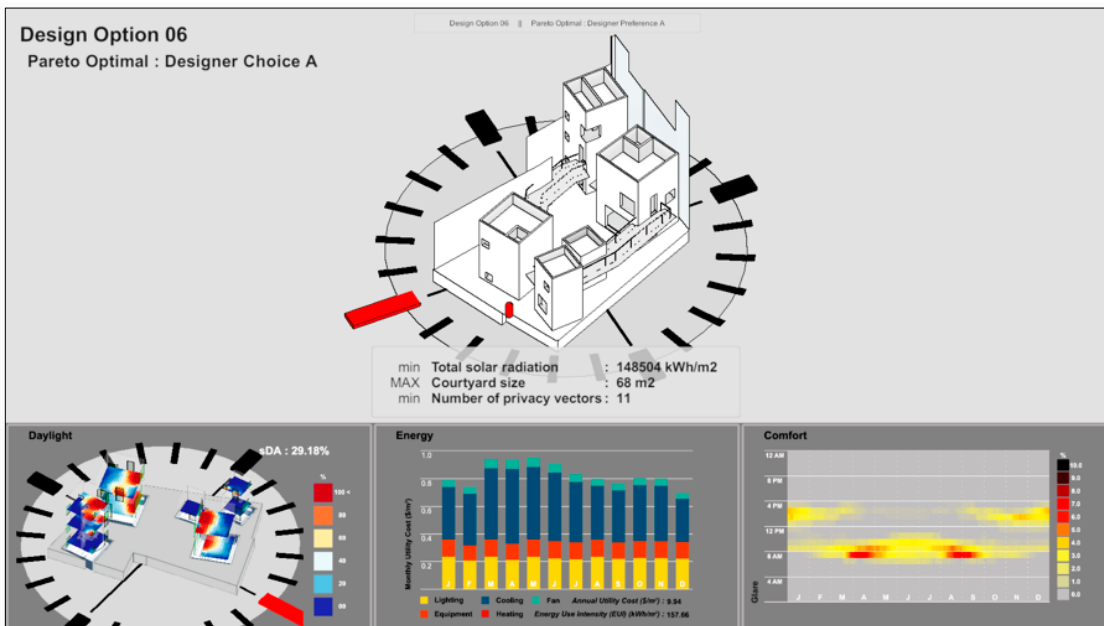 Design Option 06 || Pareto Optimal : Designer Preference A
Design Option 06
Pareto Optimal : Designer Choice A
min Total solar radiation : 148504 kWh/m2
MAX Courtyard size : 68 m2
min Number of privacy vectors : 11
Daylight
sDA : 29.18%
%
100 <
80
60
40
20
00
Energy
Monthly Utility Cost ($/m²)
1.0
0.8
0.6
0.4
0.2
J F M A M J J A S O N D
Lighting Cooling Fan Annual Utility Cost ($/m²) : 9.94
Equipment Heating Energy Use Intensity (EUI) (kWh/m²) : 157.66
Comfort
Glare
12 AM
8 PM
4 PM
12 PM
8 AM
4 AM
J F M A M J J A S O N D
%
10.0
9.0
8.0
7.0
6.0
5.0
4.0
3.0
2.0
1.0
0.0